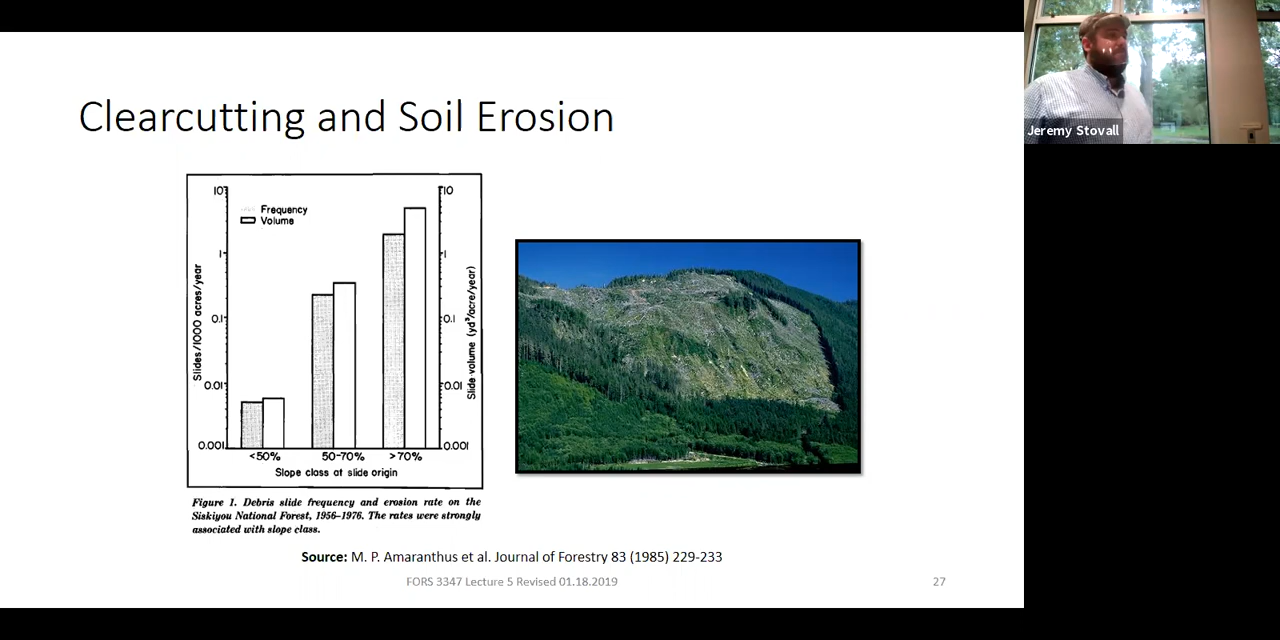 Clearcutting and Soil Erosion
Jeremy Stovall
10
10
Frequency
Volume
1
1
0.1
0.1
0.01
0.01
0.001
0.001
Slides/1000 acres/year
Slide volume (yd³/acre/year)
<50%
50-70%
>70%
Slope class at slide origin
Figure 1. Debris slide frequency and erosion rate on the
Siskiyou National Forest, 1956–1976. The rates were strongly
associated with slope class.
Source: M. P. Amaranthus et al. Journal of Forestry 83 (1985) 229-233
FORS 3347 Lecture 5 Revised 01.18.2019
27